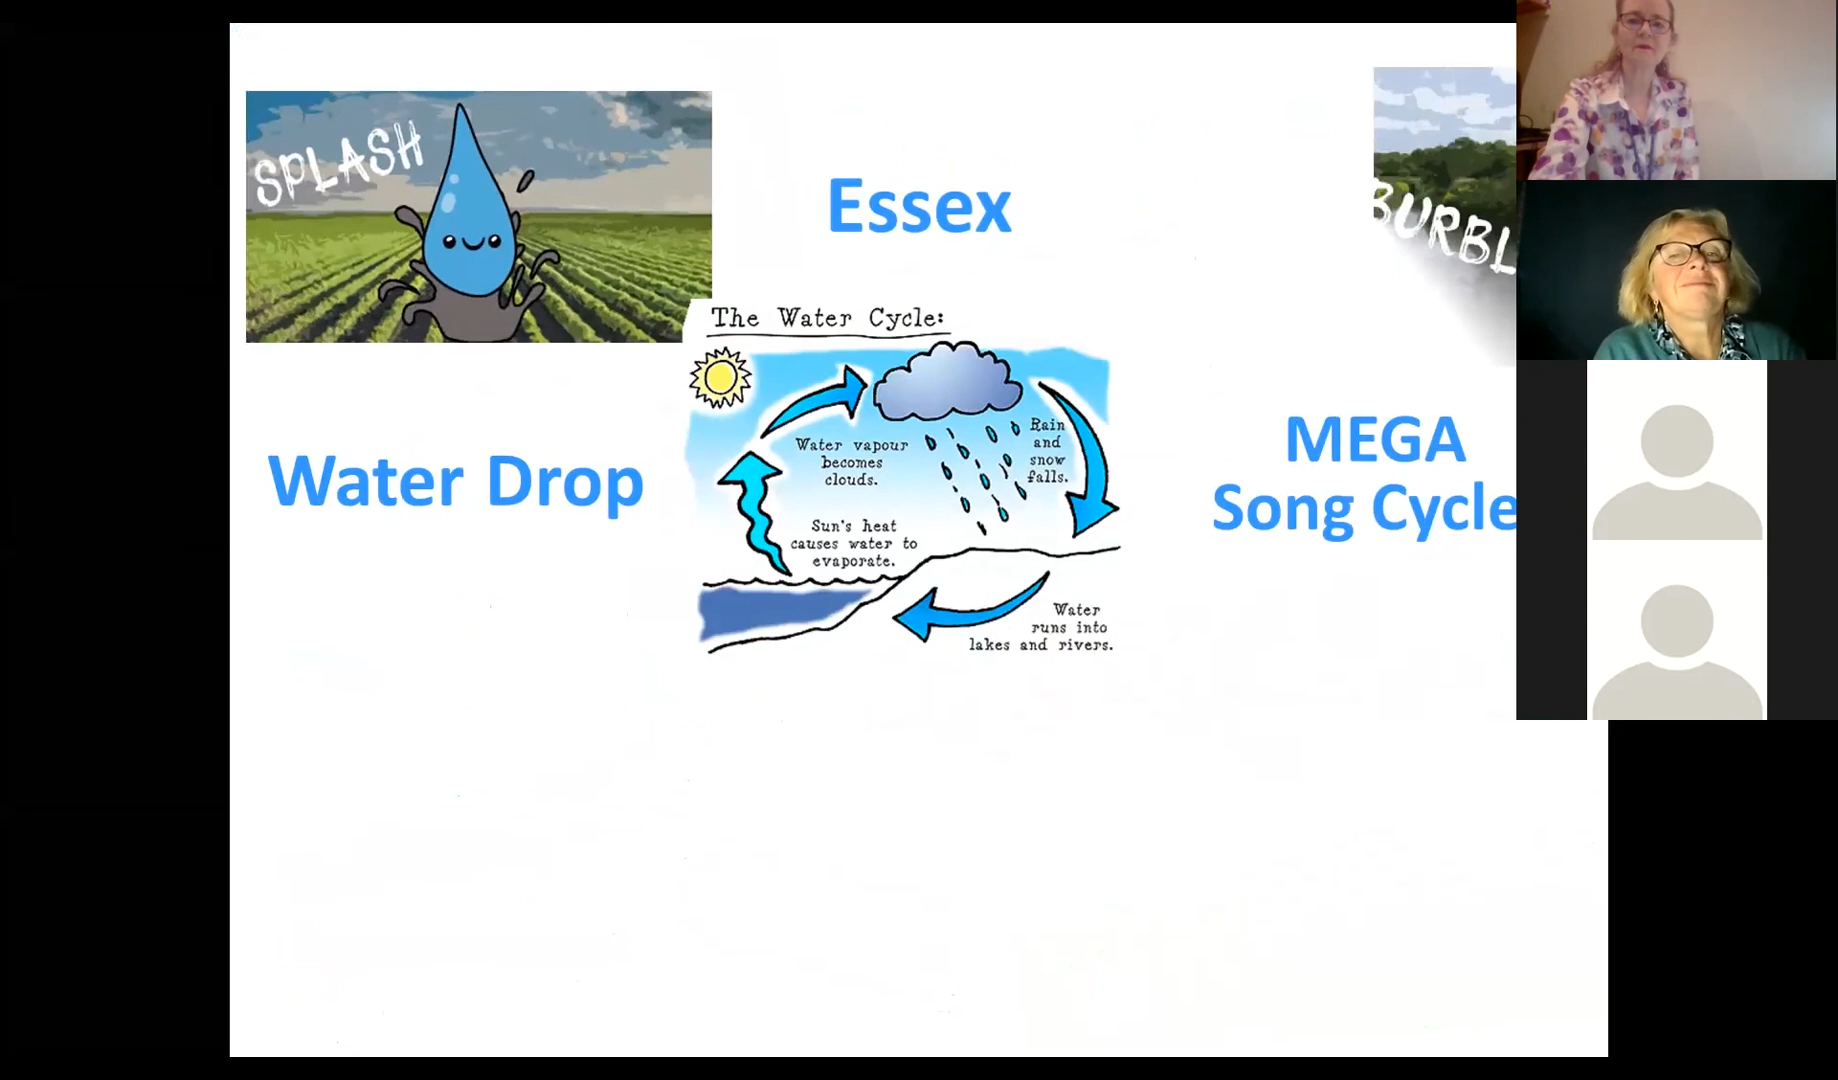 SPLASH
Essex
BURBL
The Water Cycle:
Water vapour
becomes
clouds.
Rain
and
snow
falls.
Sun's heat
causes water to
evaporate.
Water
runs into
lakes and rivers.
Water Drop
MEGA
Song Cycle